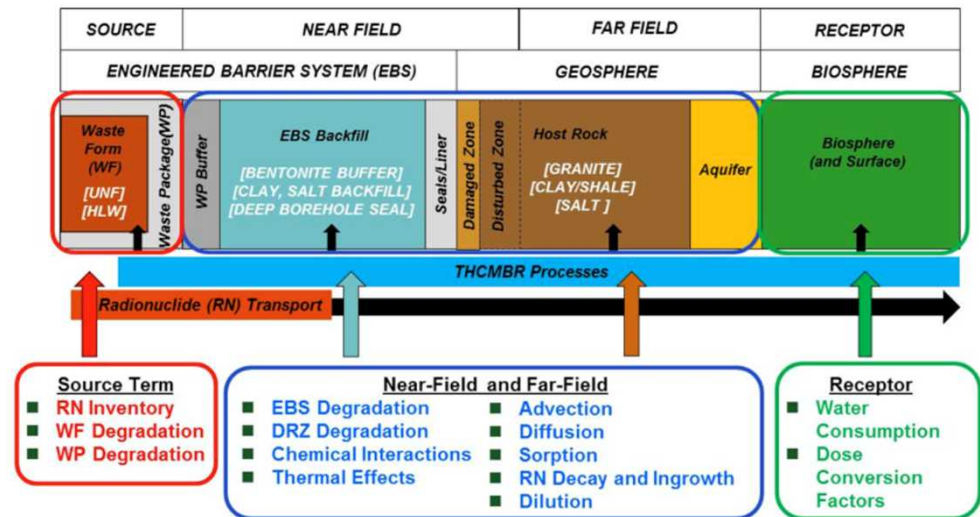 SOURCE
NEAR FIELD
FAR FIELD
RECEPTOR
ENGINEERED BARRIER SYSTEM (EBS)
GEOSPHERE
BIOSPHERE
Waste
Form
(WF)
[UNF]
[HLW]
Waste Package(WP)
WP Buffer
EBS Backfill
[BENTONITE BUFFER]
[CLAY, SALT BACKFILL]
[DEEP BOREHOLE SEAL]
Seals/Liner
Damaged Zone
Disturbed Zone
Host Rock
[GRANITE]
[CLAY/SHALE]
[SALT ]
Aquifer
Biosphere
(and Surface)
THCMBR Processes
Radionuclide (RN) Transport
Source Term
RN Inventory
WF Degradation
WP Degradation
Near-Field and Far-Field
EBS Degradation
DRZ Degradation
Chemical Interactions
Thermal Effects
Advection
Diffusion
Sorption
RN Decay and Ingrowth
Dilution
Receptor
Water
Consumption
Dose
Conversion
Factors